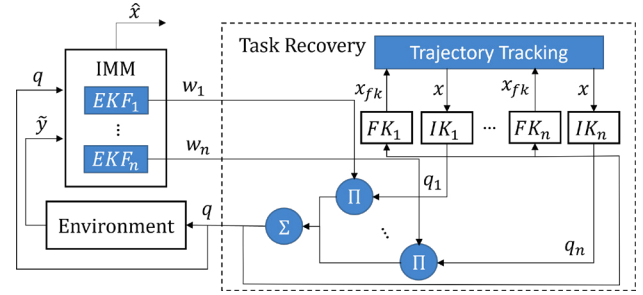 x̂
Task Recovery
Trajectory Tracking
q
IMM
w₁
x_fk
x
x_fk
x
EKF₁
FK₁
IK₁
...
FK_n
IK_n
ỹ
⋮
EKF_n
w_n
q₁
Π
q
Environment
Σ
⋱
q_n
Π